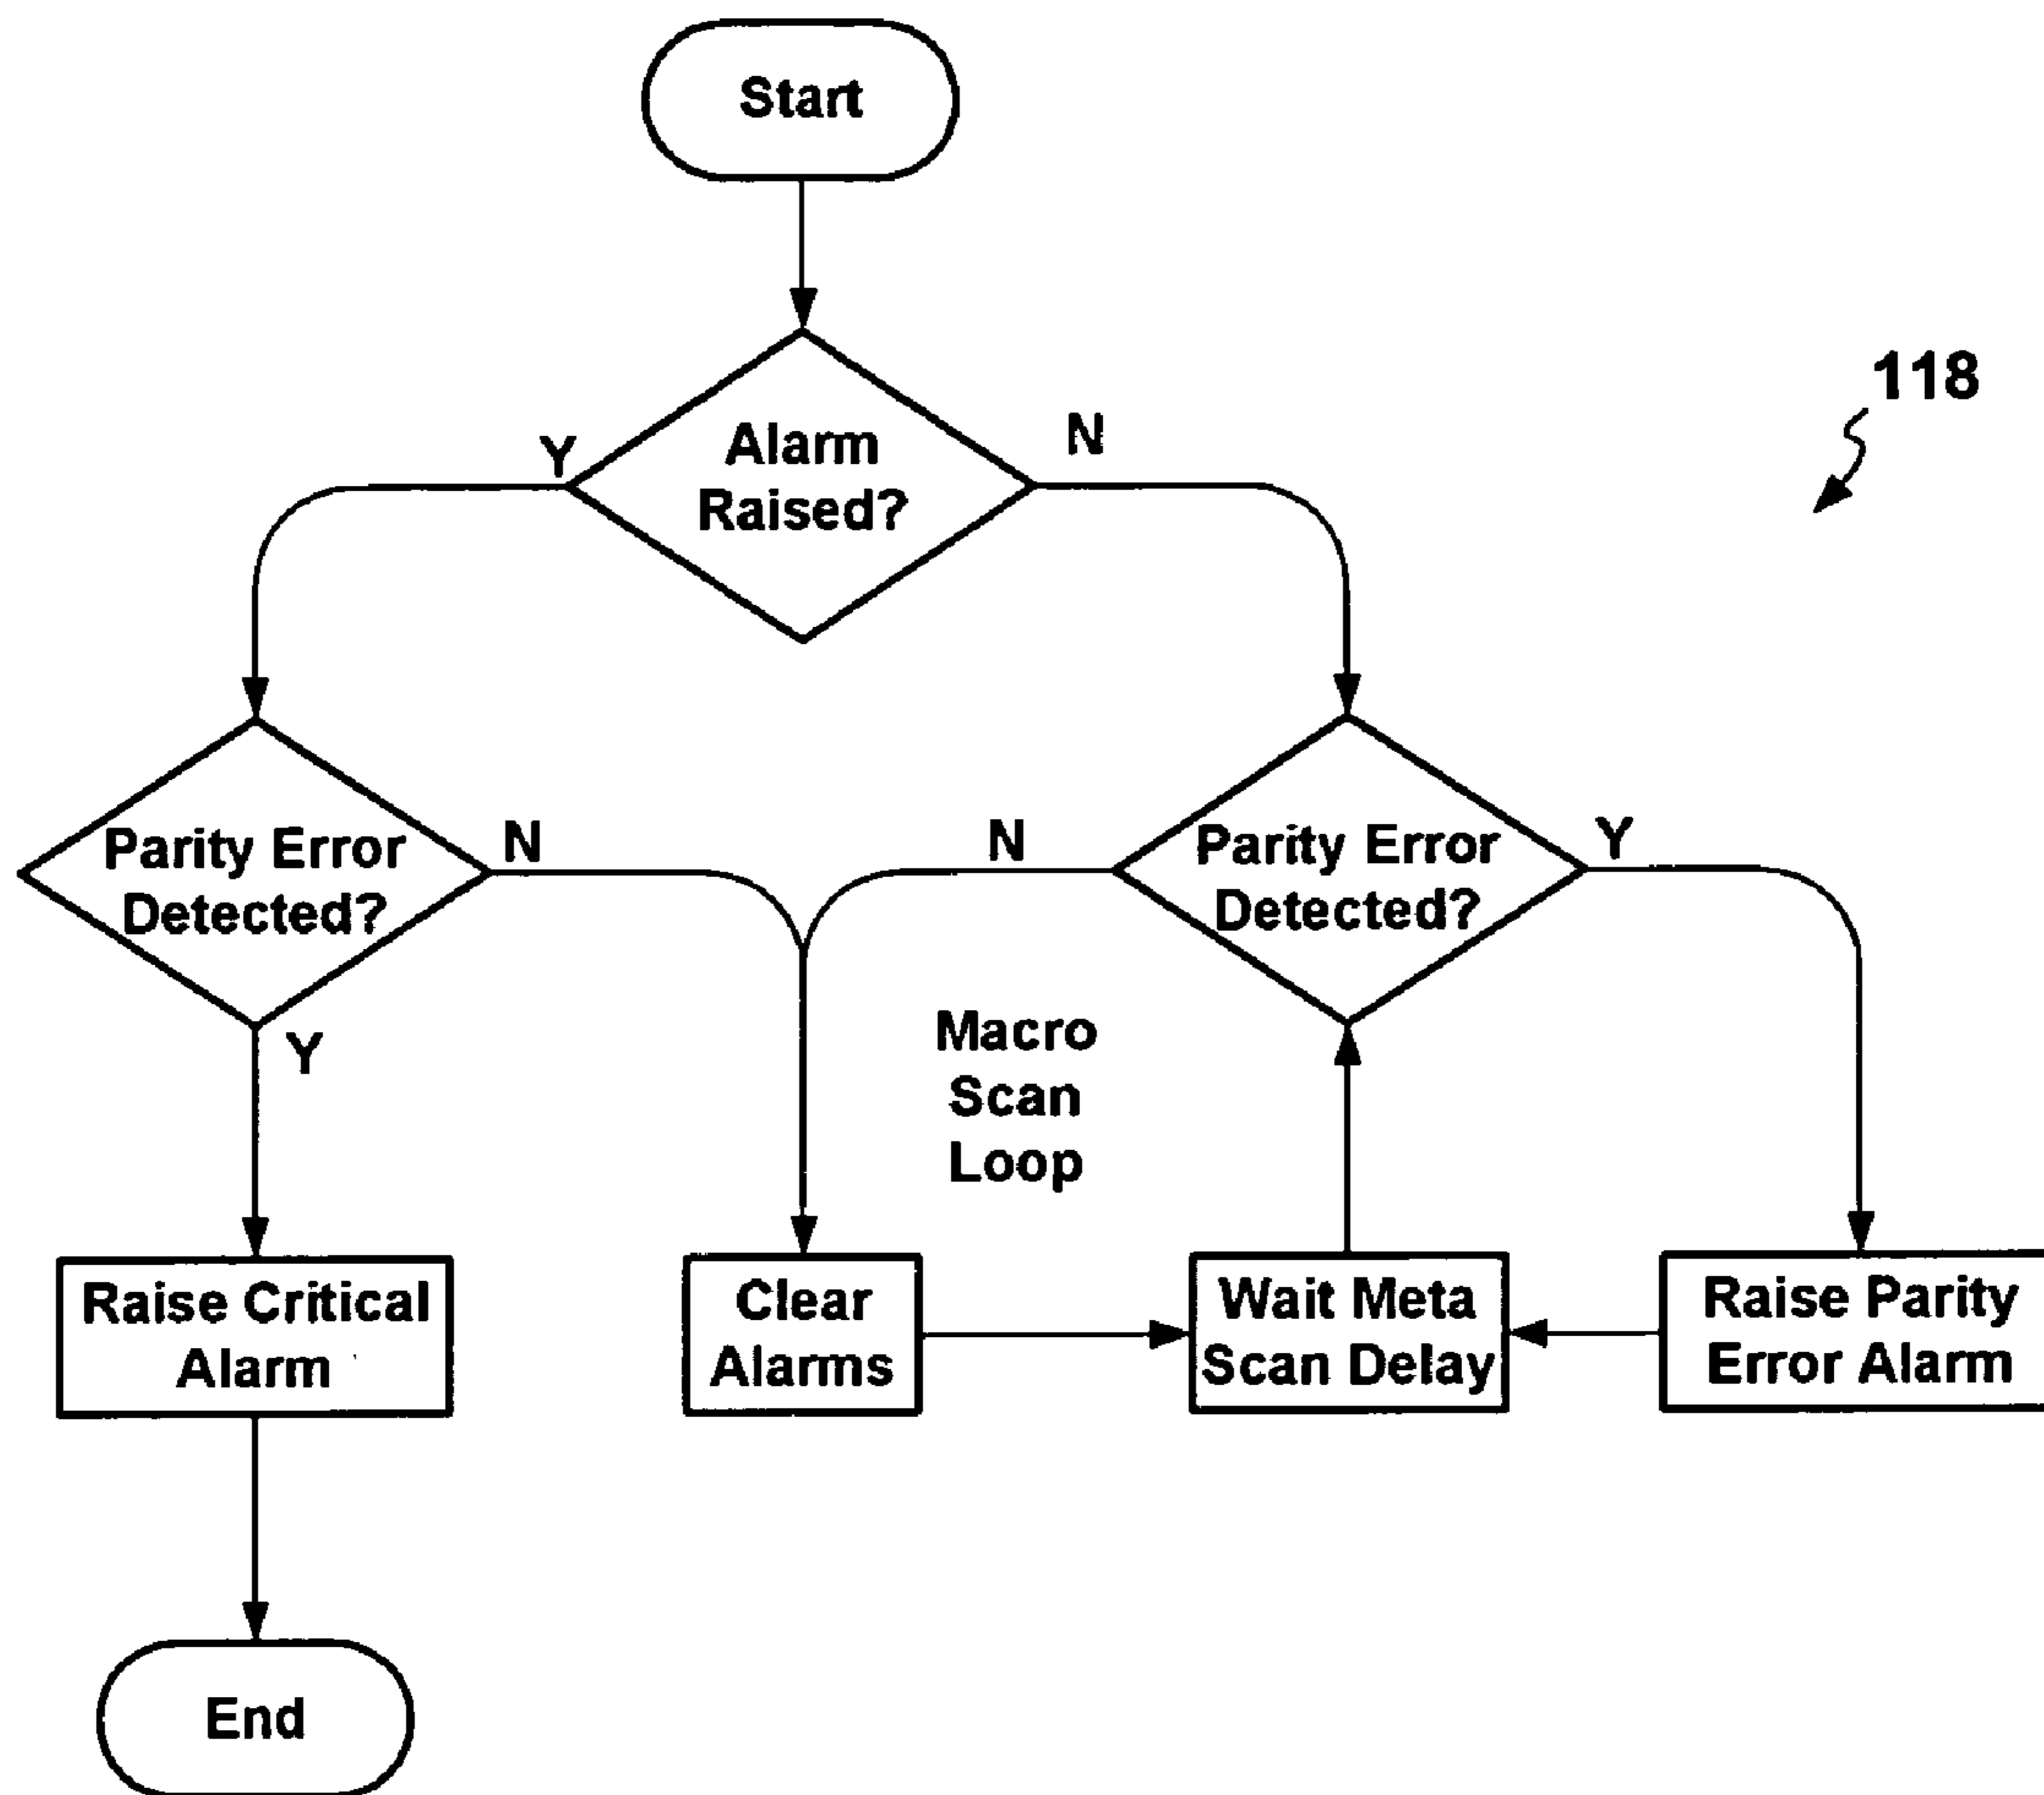 Start
118
Alarm
Raised?
Y
N
Parity Error
Detected?
N
Y
N
Parity Error
Detected?
Y
Macro
Scan
Loop
Raise Critical
Alarm
Clear
Alarms
Wait Meta
Scan Delay
Raise Parity
Error Alarm
End